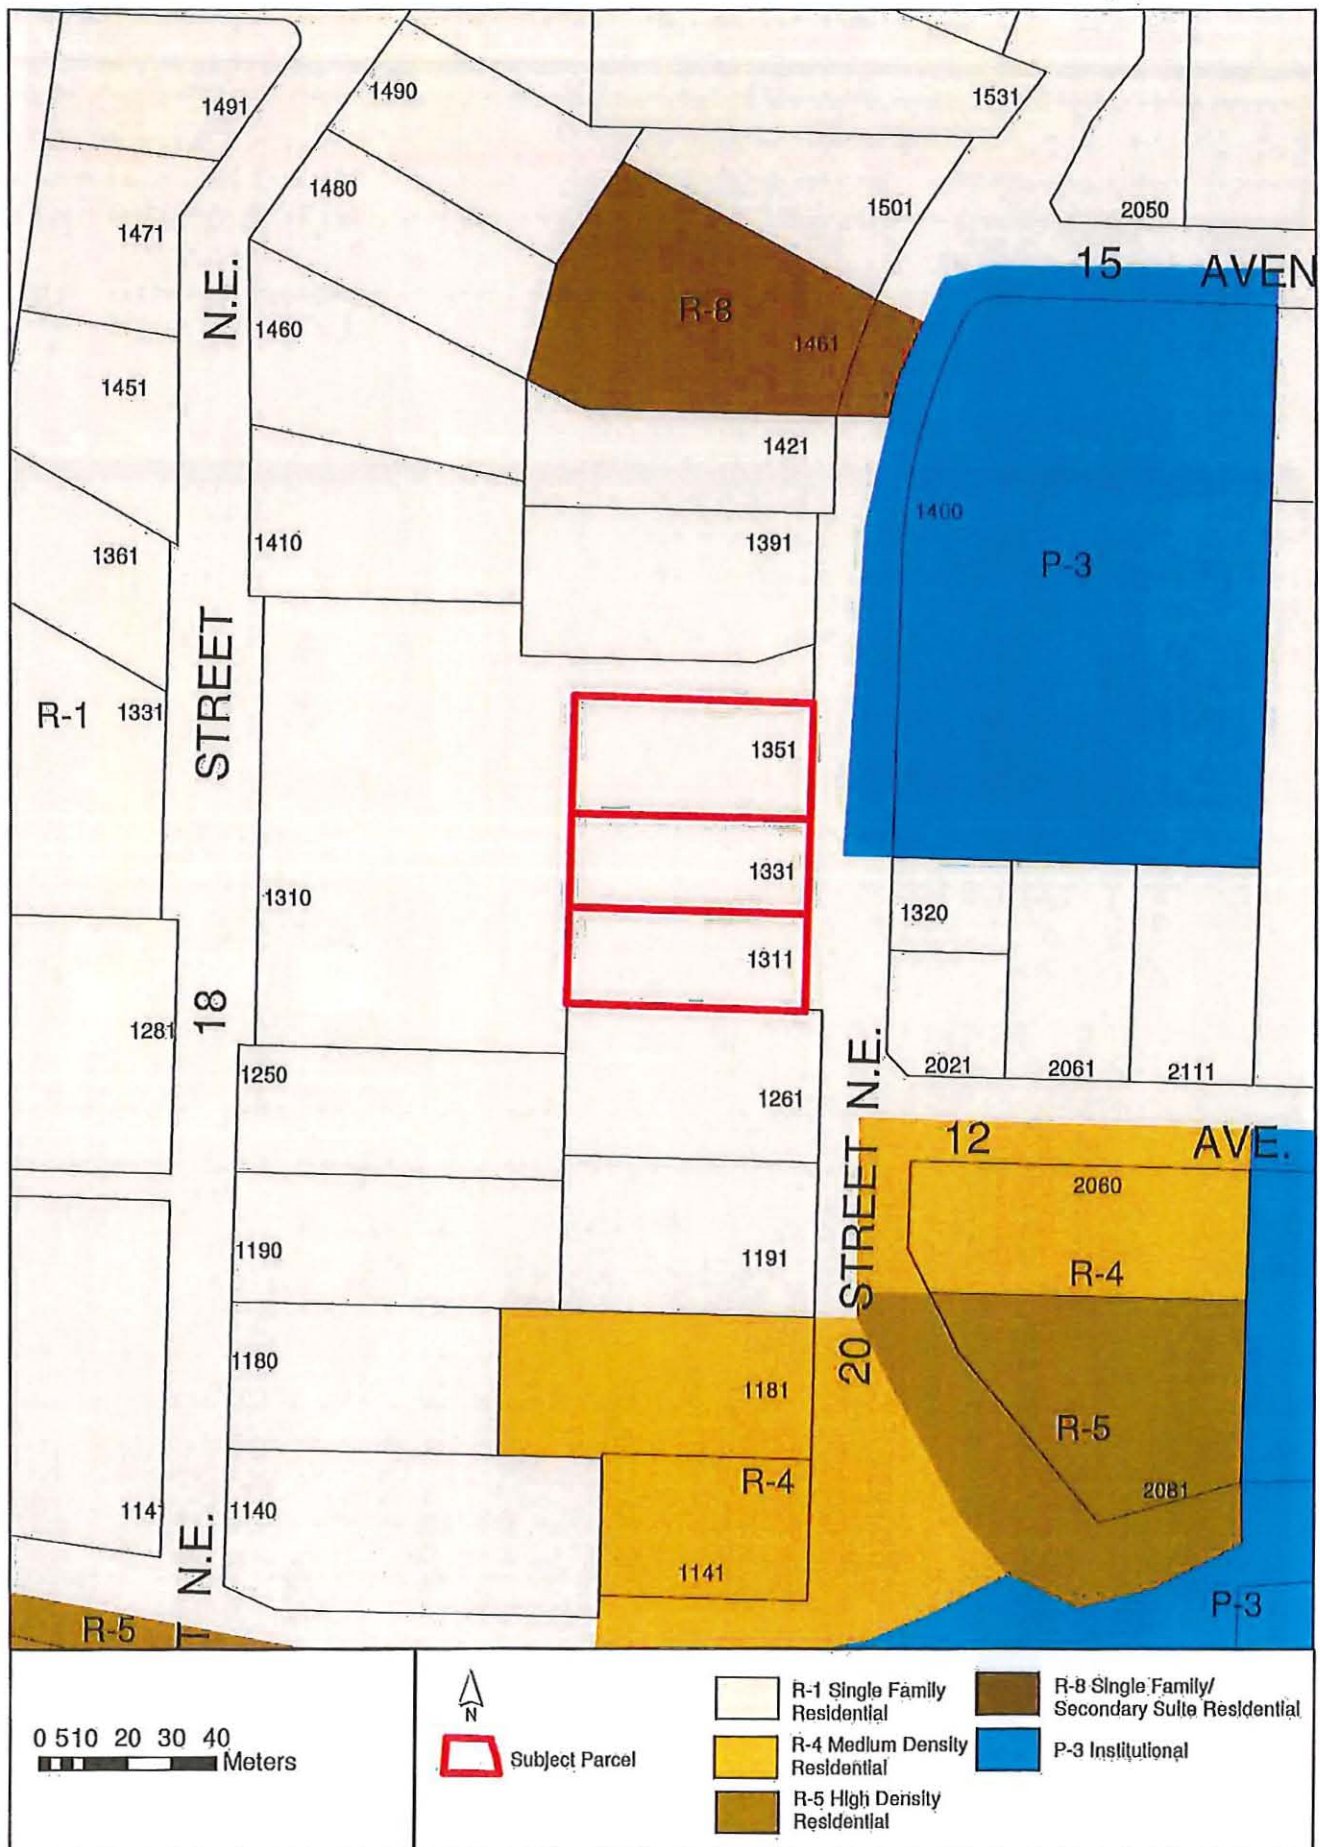 1490
1491
1531
1480
1501
2050
1471
15 AVEN
N.E.
R-8
1460
1461
1451
1421
1400
1410
1391
1361
P-3
STREET
R-1
1331
1351
1331
1310
1320
1311
18
1281
1250
2021
2061
2111
1261
12 AVE.
2060
20 STREET N.E.
1190
1191
R-4
1180
1181
R-5
R-4
2081
1141
1140
N.E.
1141
P-3
R-5
T
0 510 20 30 40
Meters
N
Subject Parcel
R-1 Single Family
Residential
R-4 Medium Density
Residential
R-5 High Density
Residential
R-8 Single Family/
Secondary Suite Residential
P-3 Institutional